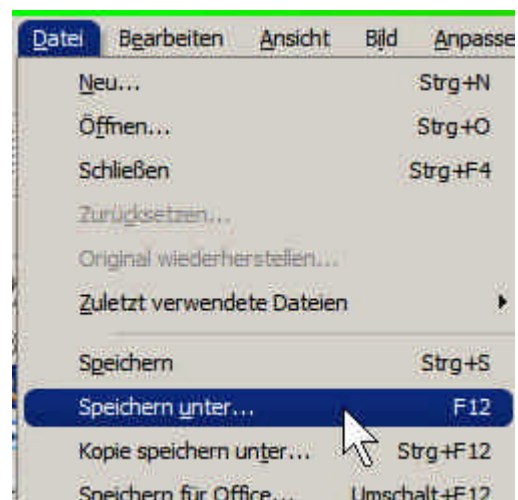 Datei Bearbeiten Ansicht Bild Anpasse
Neu... Strg+N
Öffnen... Strg+O
Schließen Strg+F4
Zurücksetzen...
Original wiederherstellen...
Zuletzt verwendete Dateien
Speichern Strg+S
Speichern unter... F12
Kopie speichern unter... Strg+F12
Speichern für Office... Umschalt+F12